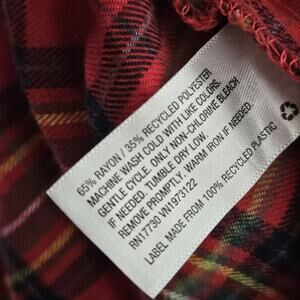 65% RAYON / 35% RECYCLED POLYESTER
MACHINE WASH COLD WITH LIKE COLORS.
GENTLE CYCLE. ONLY NON-CHLORINE BLEACH
IF NEEDED. TUMBLE DRY LOW.
REMOVE PROMPTLY. WARM IRON IF NEEDED.
RN17730 VN1973122
LABEL MADE FROM 100% RECYCLED PLASTIC